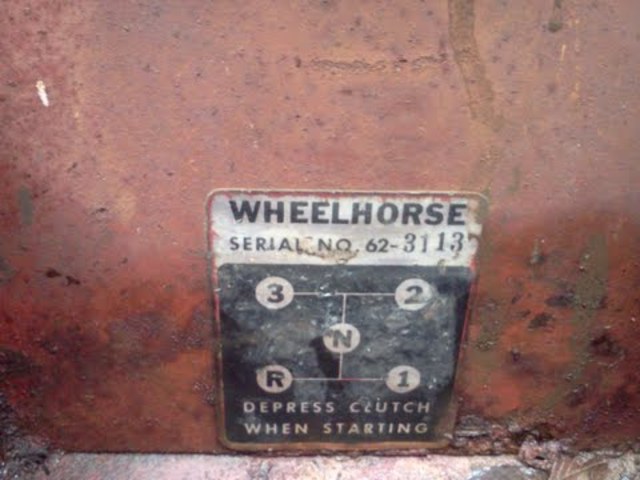 WHEELHORSE
SERIAL NO. 62-3113
3 2
N
R 1
DEPRESS CLUTCH
WHEN STARTING